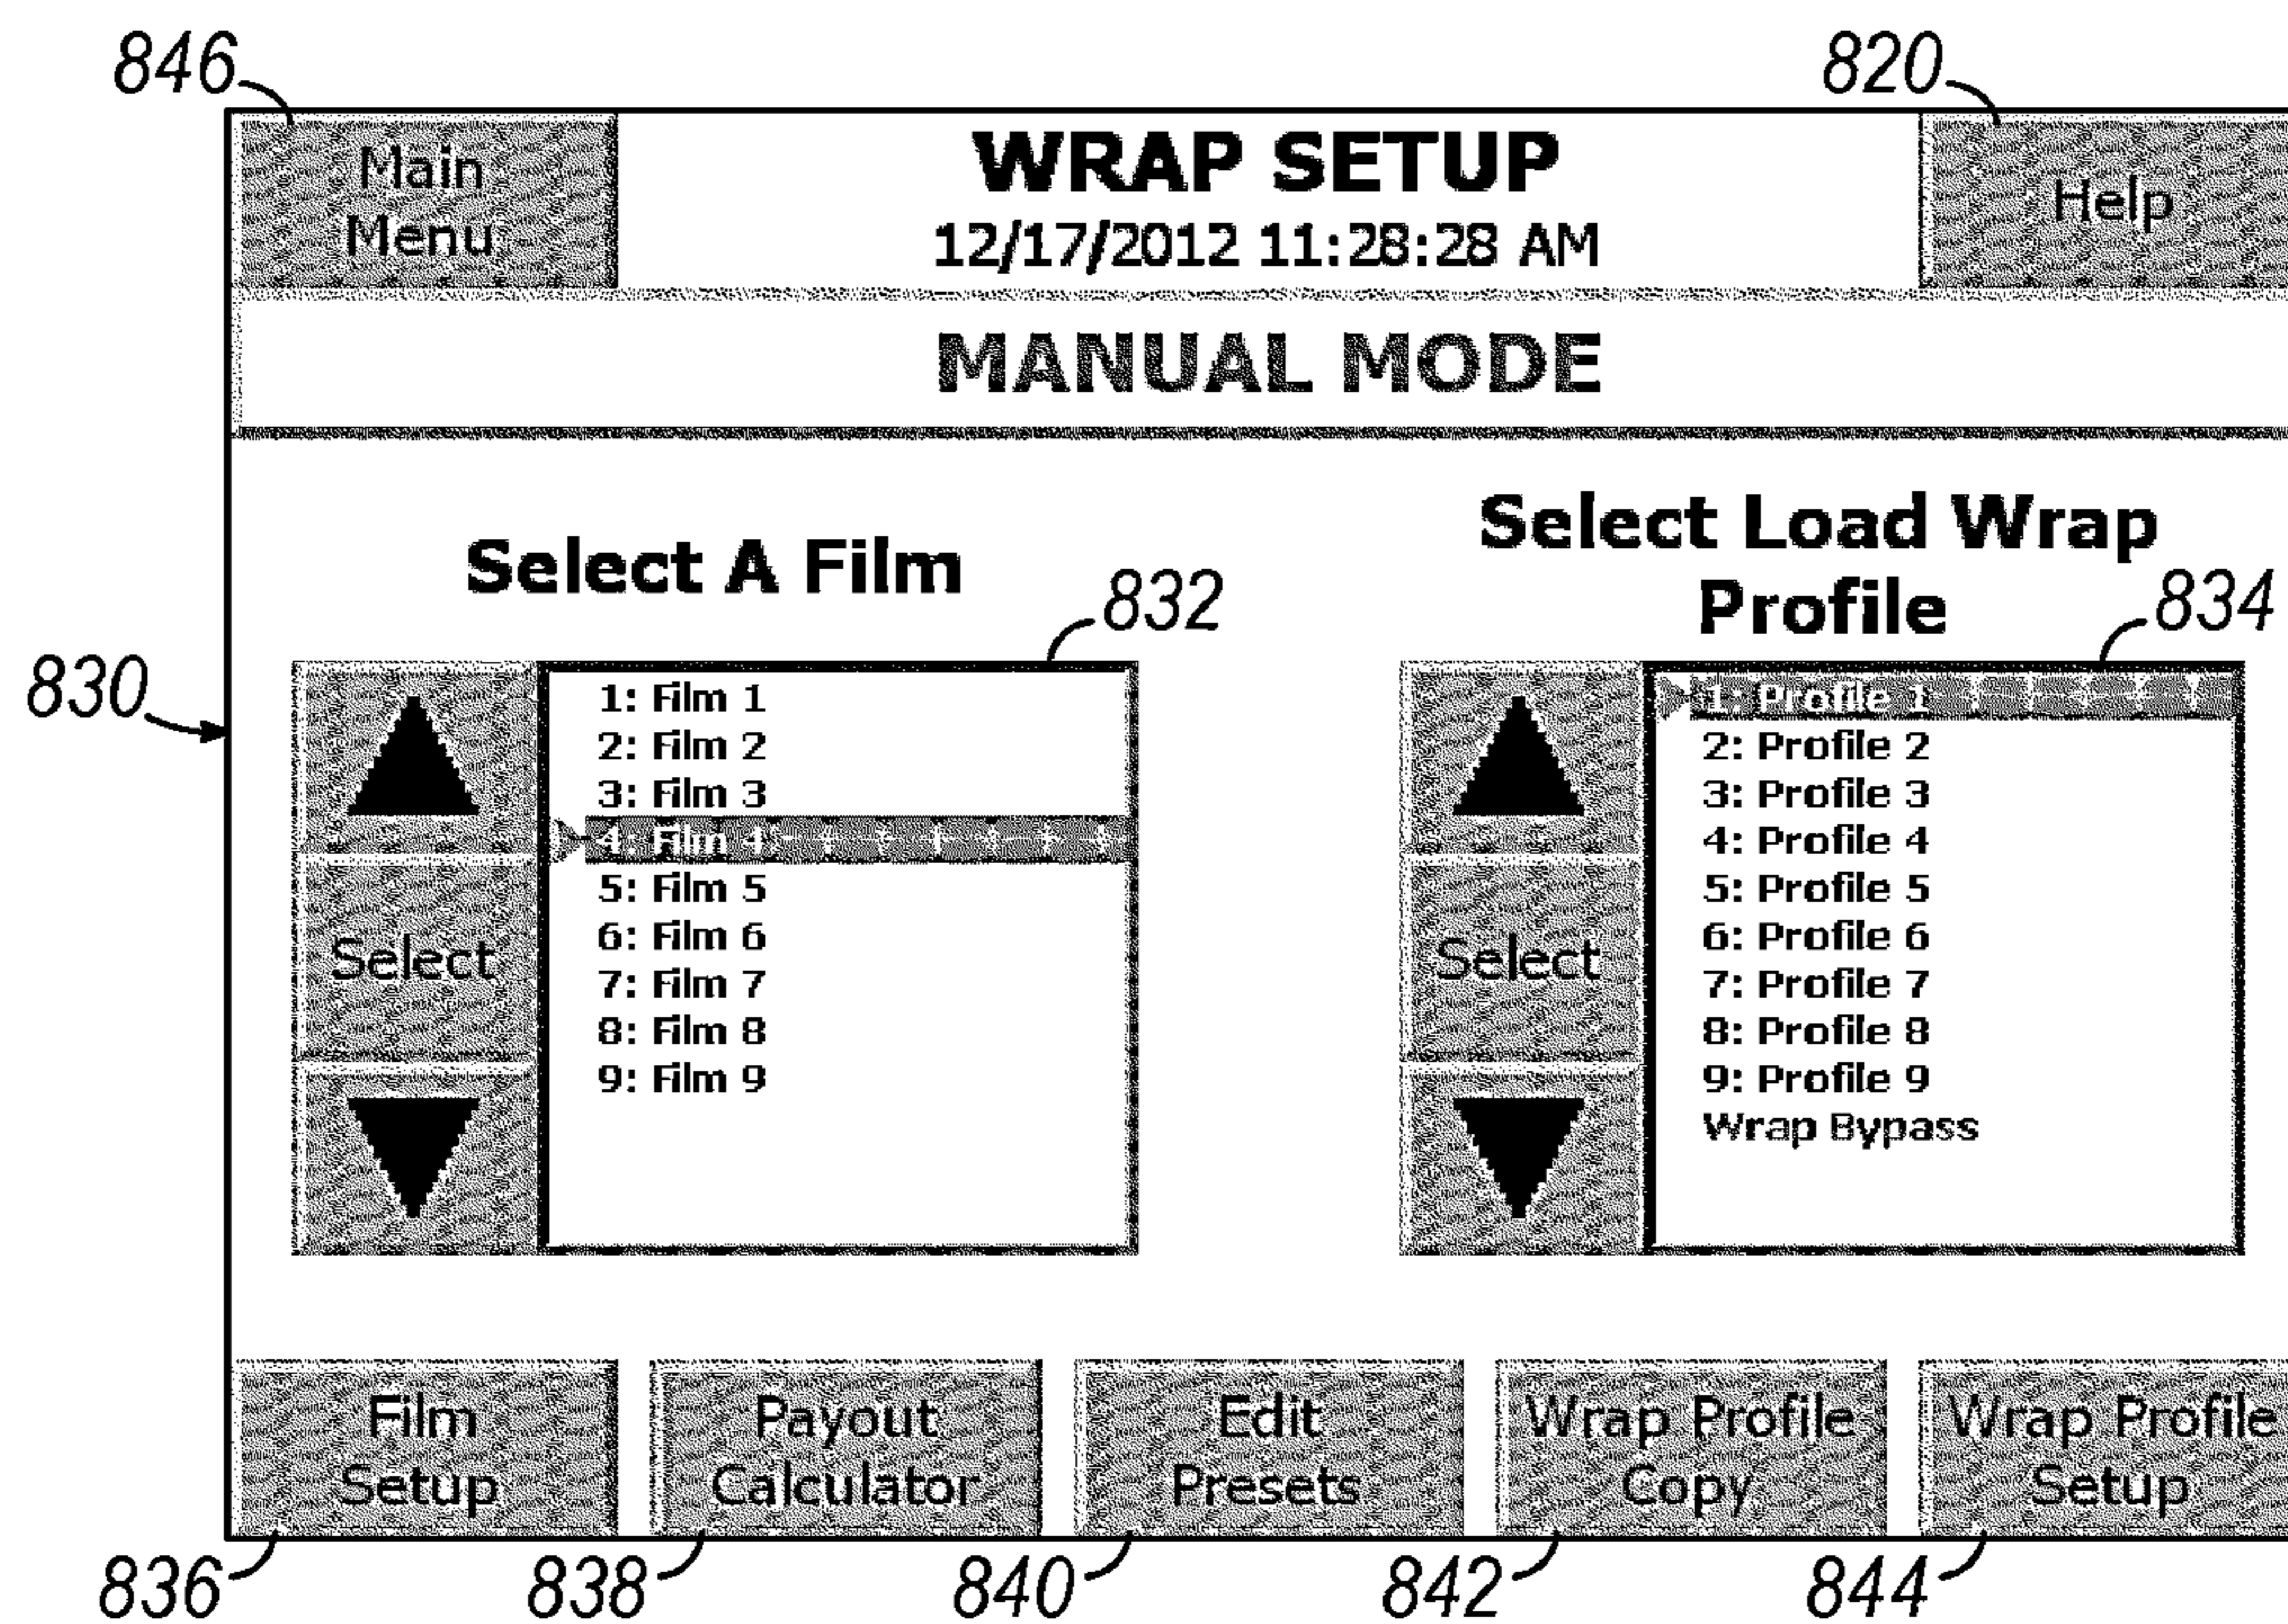 846
820
Main
Menu
WRAP SETUP
12/17/2012 11:28:28 AM
Help
MANUAL MODE
Select A Film
Select Load Wrap
Profile
832
834
830
1: Film 1
2: Film 2
3: Film 3
4: Film 4
5: Film 5
6: Film 6
7: Film 7
8: Film 8
9: Film 9
Select
1: Profile 1
2: Profile 2
3: Profile 3
4: Profile 4
5: Profile 5
6: Profile 6
7: Profile 7
8: Profile 8
9: Profile 9
Wrap Bypass
Select
Film
Setup
Payout
Calculator
Edit
Presets
Wrap Profile
Copy
Wrap Profile
Setup
836
838
840
842
844